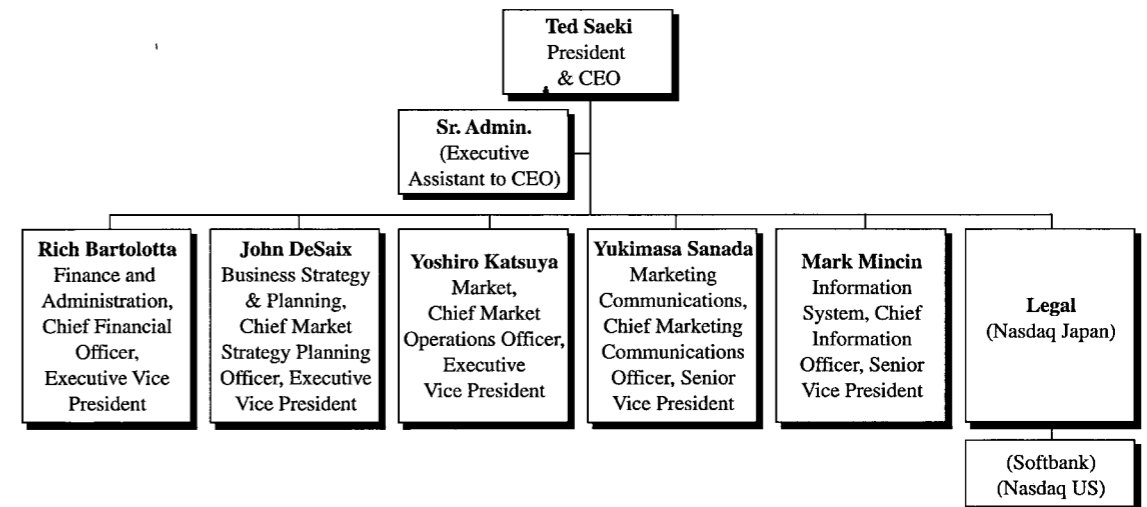 Ted Saeki
President
& CEO
Sr. Admin.
(Executive
Assistant to CEO)
Rich Bartolotta
Finance and
Administration,
Chief Financial
Officer,
Executive Vice
President
John DeSaix
Business Strategy
& Planning,
Chief Market
Strategy Planning
Officer, Executive
Vice President
Yoshiro Katsuya
Market,
Chief Market
Operations Officer,
Executive
Vice President
Yukimasa Sanada
Marketing
Communications,
Chief Marketing
Communications
Officer, Senior
Vice President
Mark Mincin
Information
System, Chief
Information
Officer, Senior
Vice President
Legal
(Nasdaq Japan)
(Softbank)
(Nasdaq US)